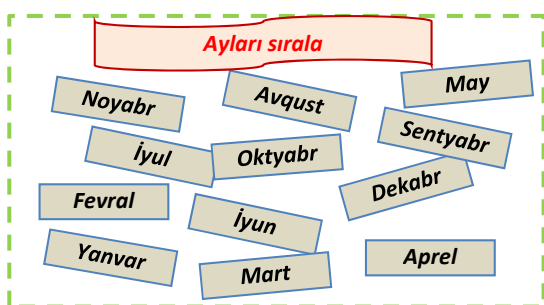 Ayları sırala
Noyabr
Avqust
May
İyul
Oktyabr
Sentyabr
Fevral
İyun
Dekabr
Yanvar
Mart
Aprel